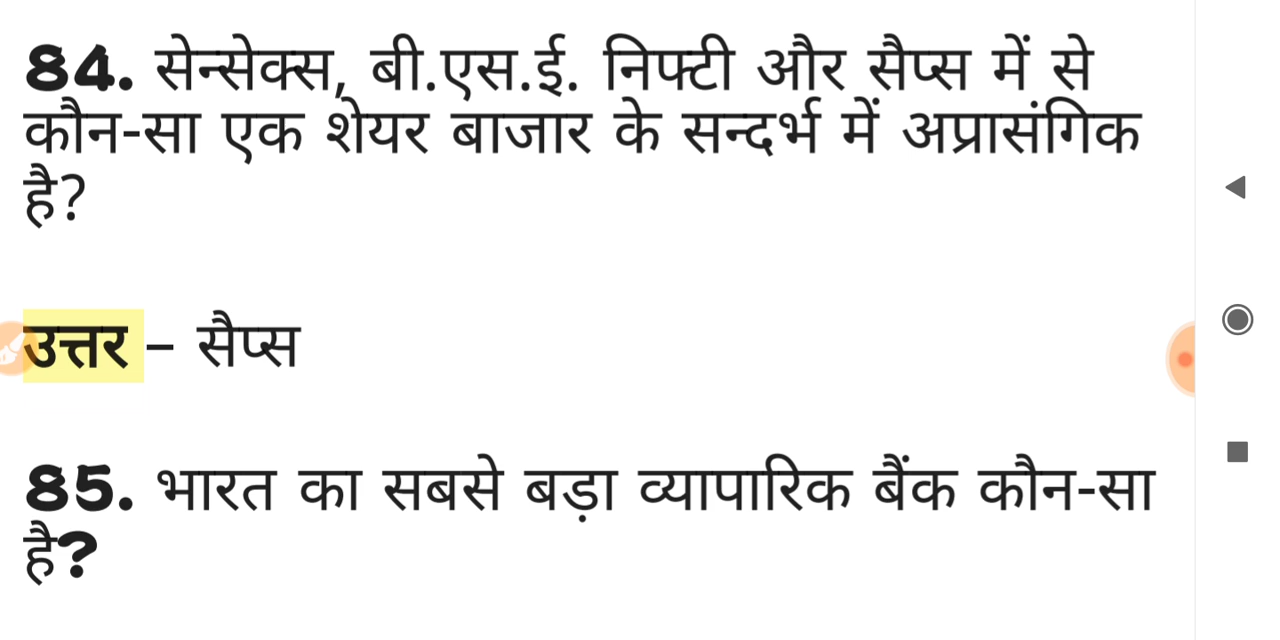 84. सेन्सेक्स, बी.एस.ई. निफ्टी और सैप्स में से
कौन-सा एक शेयर बाजार के सन्दर्भ में अप्रासंगिक
है?
उत्तर – सैप्स
85. भारत का सबसे बड़ा व्यापारिक बैंक कौन-सा
है?